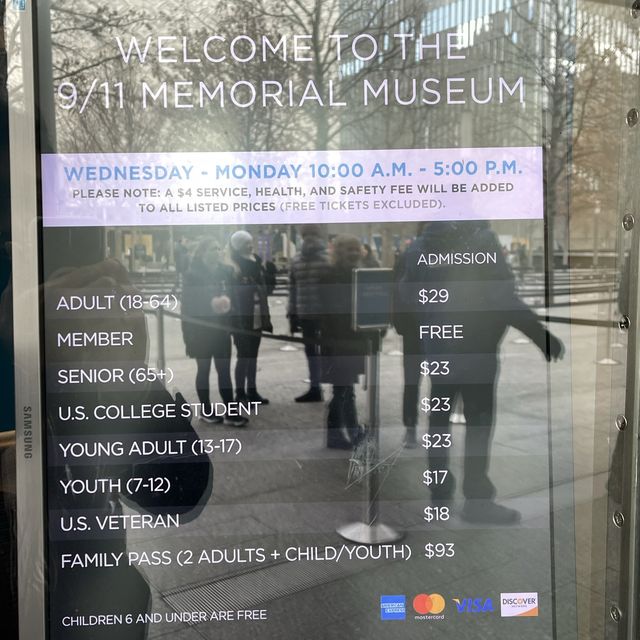 WELCOME TO THE
9/11 MEMORIAL MUSEUM
WEDNESDAY - MONDAY 10:00 A.M. - 5:00 P.M.
PLEASE NOTE: A $4 SERVICE, HEALTH, AND SAFETY FEE WILL BE ADDED
TO ALL LISTED PRICES (FREE TICKETS EXCLUDED).
ADMISSION
ADULT (18-64) $29
MEMBER FREE
SENIOR (65+) $23
U.S. COLLEGE STUDENT $23
YOUNG ADULT (13-17) $23
YOUTH (7-12) $17
U.S. VETERAN $18
FAMILY PASS (2 ADULTS + CHILD/YOUTH) $93
CHILDREN 6 AND UNDER ARE FREE
AMERICAN EXPRESS mastercard VISA DISCOVER NETWORK
SAMSUNG